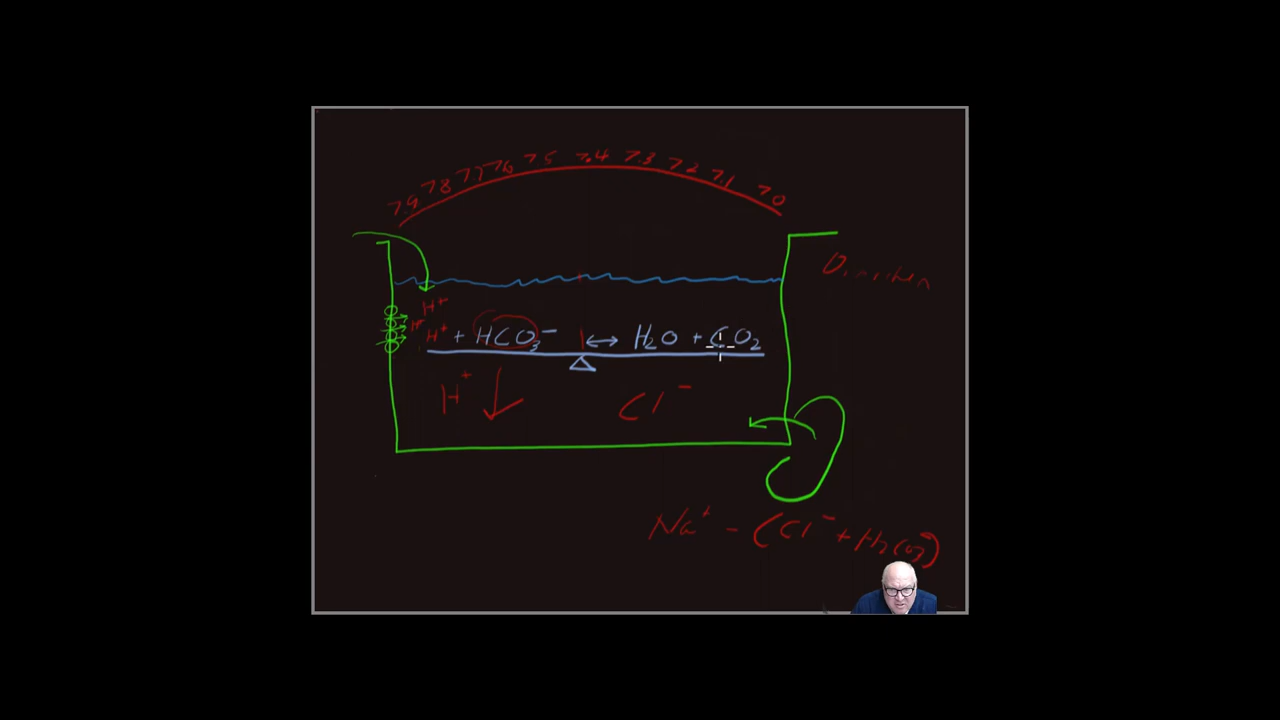 7.9 7.8 7.7 7.6 7.5 7.4 7.3 7.2 7.1 7.0
H+
H+
H+ + HCO3− ↔ H2O + CO2
H+ ↓ Cl−
Na+ - (Cl− +